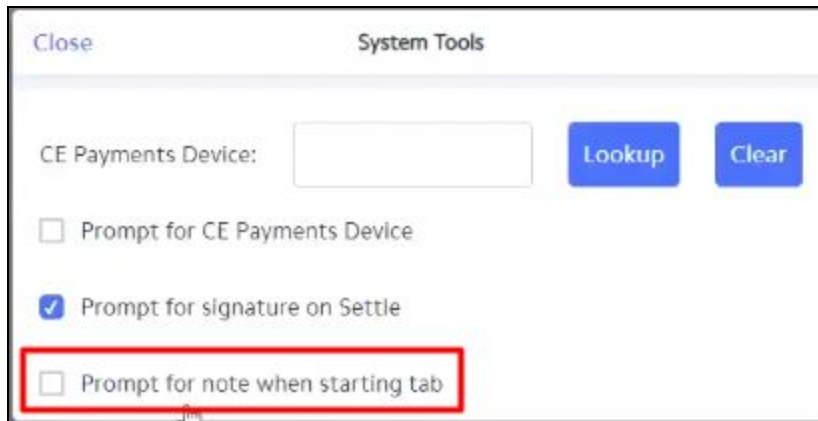 Close System Tools
CE Payments Device: Lookup Clear
Prompt for CE Payments Device
Prompt for signature on Settle
Prompt for note when starting tab